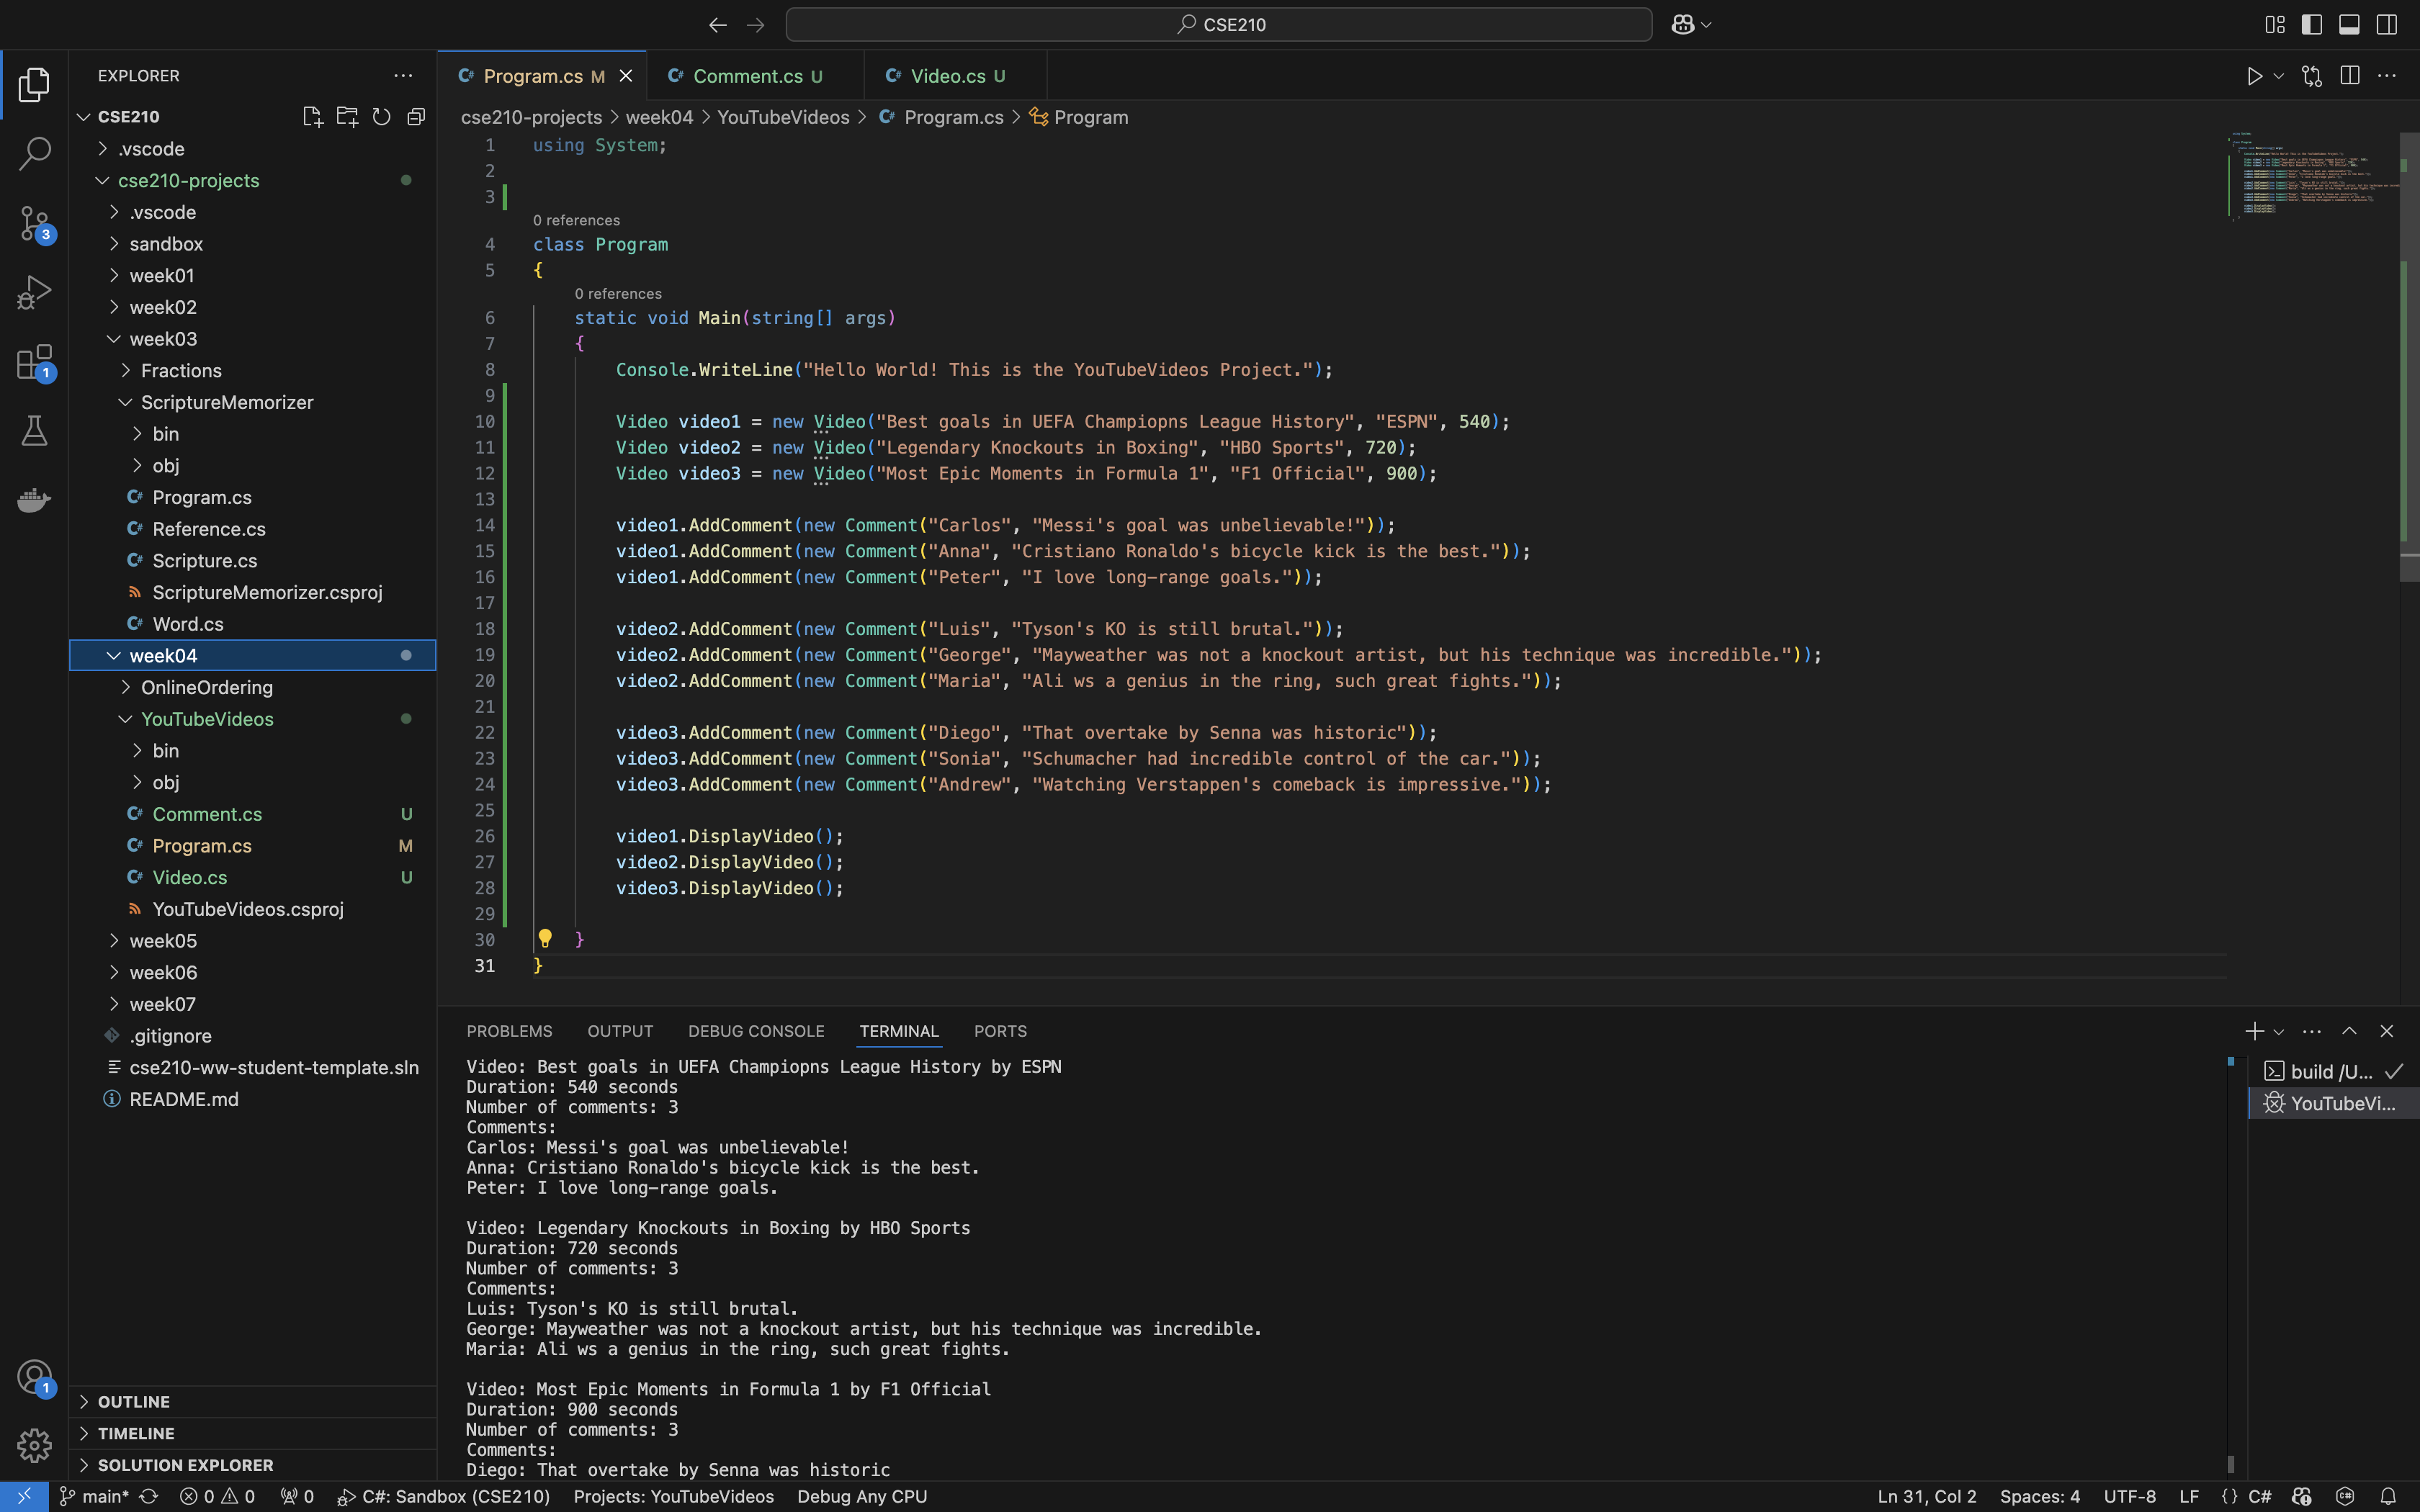 CSE210
EXPLORER
CSE210
.vscode
cse210-projects
.vscode
sandbox
week01
week02
week03
Fractions
ScriptureMemorizer
bin
obj
C# Program.cs
C# Reference.cs
C# Scripture.cs
ScriptureMemorizer.csproj
C# Word.cs
week04
OnlineOrdering
YouTubeVideos
bin
obj
C# Comment.cs U
C# Program.cs M
C# Video.cs U
YouTubeVideos.csproj
week05
week06
week07
.gitignore
cse210-ww-student-template.sln
README.md
OUTLINE
TIMELINE
SOLUTION EXPLORER
3
1
1
C# Program.cs M C# Comment.cs U C# Video.cs U
cse210-projects > week04 > YouTubeVideos > C# Program.cs > Program
1 using System;
2
3
0 references
4 class Program
5 {
0 references
6 static void Main(string[] args)
7 {
8 Console.WriteLine("Hello World! This is the YouTubeVideos Project.");
9
10 Video video1 = new Video("Best goals in UEFA Champiopns League History", "ESPN", 540);
11 Video video2 = new Video("Legendary Knockouts in Boxing", "HBO Sports", 720);
12 Video video3 = new Video("Most Epic Moments in Formula 1", "F1 Official", 900);
13
14 video1.AddComment(new Comment("Carlos", "Messi's goal was unbelievable!"));
15 video1.AddComment(new Comment("Anna", "Cristiano Ronaldo's bicycle kick is the best."));
16 video1.AddComment(new Comment("Peter", "I love long-range goals."));
17
18 video2.AddComment(new Comment("Luis", "Tyson's KO is still brutal."));
19 video2.AddComment(new Comment("George", "Mayweather was not a knockout artist, but his technique was incredible."));
20 video2.AddComment(new Comment("Maria", "Ali ws a genius in the ring, such great fights."));
21
22 video3.AddComment(new Comment("Diego", "That overtake by Senna was historic"));
23 video3.AddComment(new Comment("Sonia", "Schumacher had incredible control of the car."));
24 video3.AddComment(new Comment("Andrew", "Watching Verstappen's comeback is impressive."));
25
26 video1.DisplayVideo();
27 video2.DisplayVideo();
28 video3.DisplayVideo();
29
30 }
31 }
PROBLEMS OUTPUT DEBUG CONSOLE TERMINAL PORTS
Video: Best goals in UEFA Champiopns League History by ESPN
Duration: 540 seconds
Number of comments: 3
Comments:
Carlos: Messi's goal was unbelievable!
Anna: Cristiano Ronaldo's bicycle kick is the best.
Peter: I love long-range goals.
Video: Legendary Knockouts in Boxing by HBO Sports
Duration: 720 seconds
Number of comments: 3
Comments:
Luis: Tyson's KO is still brutal.
George: Mayweather was not a knockout artist, but his technique was incredible.
Maria: Ali ws a genius in the ring, such great fights.
Video: Most Epic Moments in Formula 1 by F1 Official
Duration: 900 seconds
Number of comments: 3
Comments:
Diego: That overtake by Senna was historic
build /U...
YouTubeVi...
main* 0 0 0 C#: Sandbox (CSE210) Projects: YouTubeVideos Debug Any CPU Ln 31, Col 2 Spaces: 4 UTF-8 LF {} C#